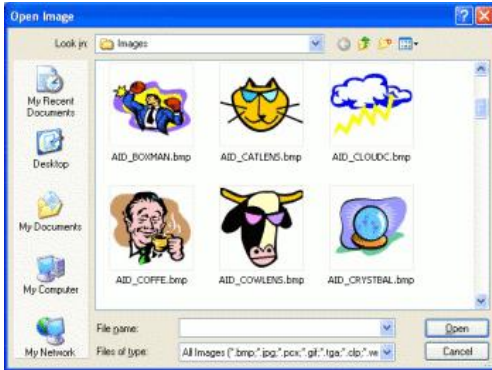 Open Image
Look in:
Images
My Recent
Documents
Desktop
My Documents
My Computer
My Network
AID_BOXMAN.bmp
AID_CATLENS.bmp
AID_CLOUDC.bmp
AID_COFFE.bmp
AID_COWLENS.bmp
AID_CRYSTBAL.bmp
File name:
Open
Files of type:
All Images (*.bmp;*.jpg;*.pcx;*.gif;*.tga;*.clp;*.w
Cancel